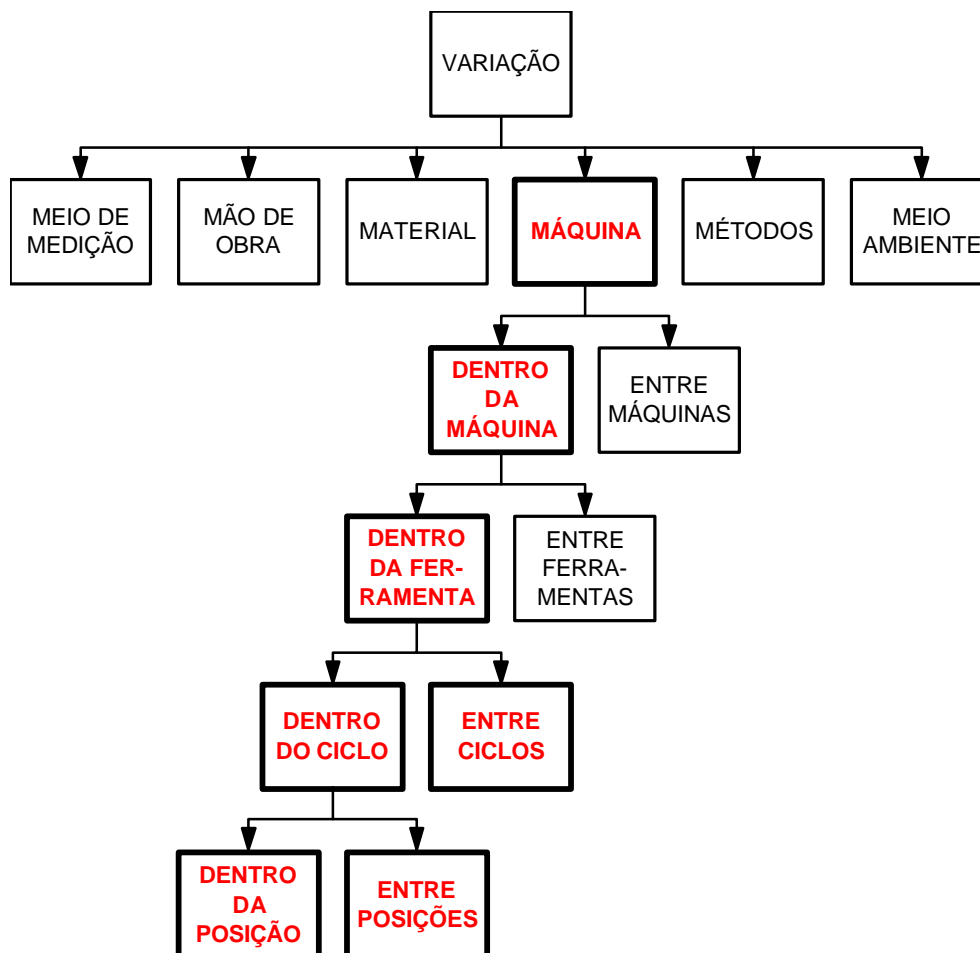 VARIAÇÃO
MEIO DE
MEDIÇÃO
MÃO DE
OBRA
MATERIAL
MÁQUINA
MÉTODOS
MEIO
AMBIENTE
DENTRO
DA
MÁQUINA
ENTRE
MÁQUINAS
DENTRO
DA FER-
RAMENTA
ENTRE
FERRA-
MENTAS
DENTRO
DO CICLO
ENTRE
CICLOS
DENTRO
DA
POSIÇÃO
ENTRE
POSIÇÕES